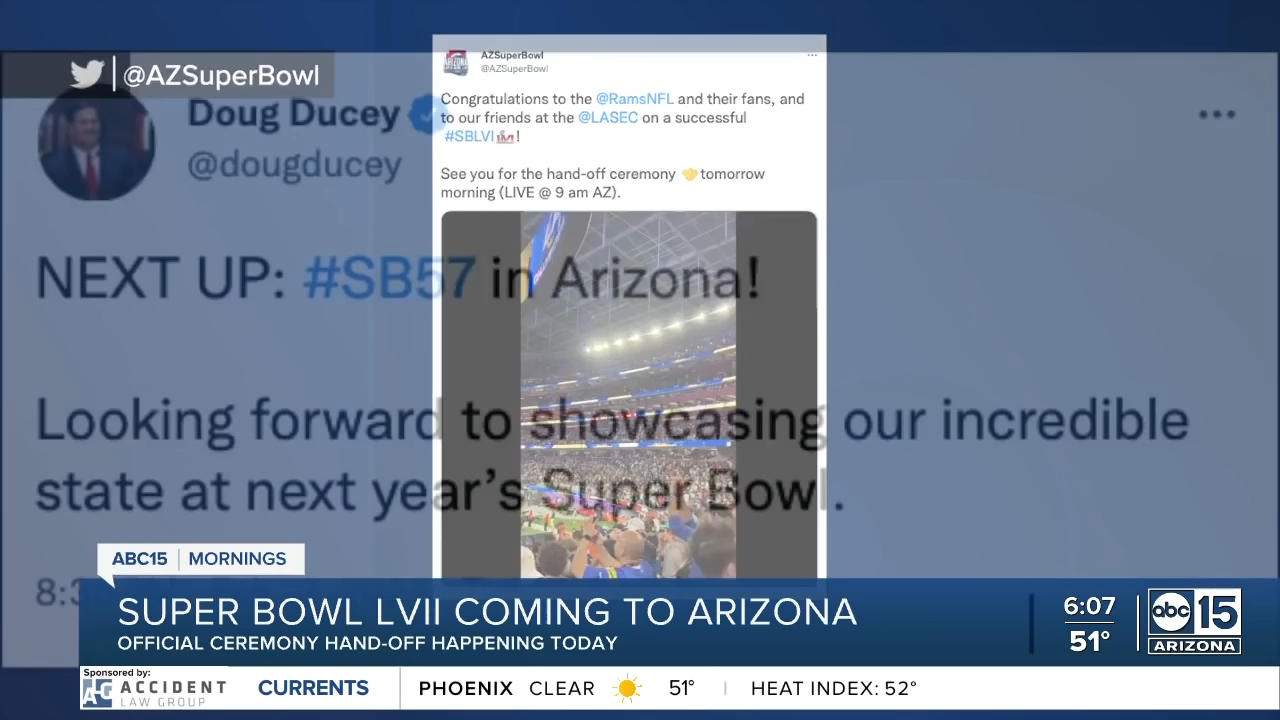 @AZSuperBowl
Doug Ducey
@dougducey
NEXT UP: #SB57 in Arizona!
Looking forward to showcasing our incredible
state at next year's Super Bowl.
8:3
AZSuperBowl
@AZSuperBowl
Congratulations to the @RamsNFL and their fans, and
to our friends at the @LASEC on a successful
#SBLVI!
See you for the hand-off ceremony tomorrow
morning (LIVE @ 9 am AZ).
ABC15 | MORNINGS
SUPER BOWL LVII COMING TO ARIZONA
OFFICIAL CEREMONY HAND-OFF HAPPENING TODAY
6:07
51°
abc 15
ARIZONA
Sponsored by:
AG ACCIDENT
LAW GROUP
CURRENTS
PHOENIX CLEAR 51° | HEAT INDEX: 52°